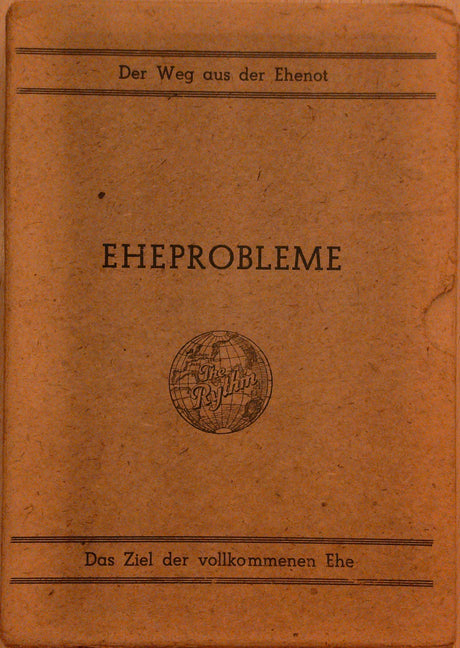 Der Weg aus der Ehenot
EHEPROBLEME
The
Rythm
Das Ziel der vollkommenen Ehe